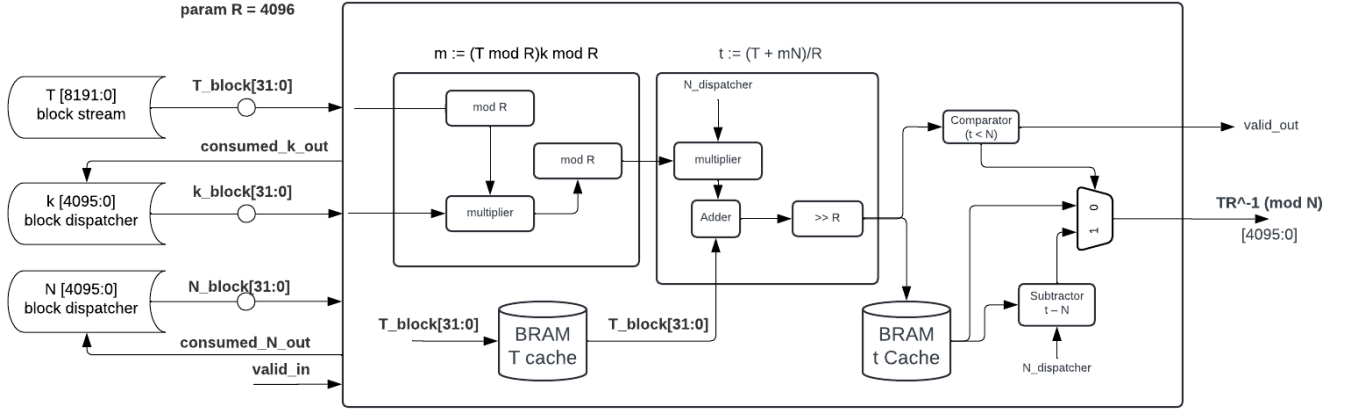 param R = 4096
m := (T mod R)k mod R
t := (T + mN)/R
T [8191:0]
block stream
T_block[31:0]
consumed_k_out
k [4095:0]
block dispatcher
k_block[31:0]
N [4095:0]
block dispatcher
N_block[31:0]
consumed_N_out
valid_in
mod R
multiplier
mod R
N_dispatcher
multiplier
Adder
>> R
T_block[31:0]
BRAM
T cache
T_block[31:0]
BRAM
t Cache
Comparator
(t < N)
0
1
Subtractor
t – N
N_dispatcher
valid_out
TR^-1 (mod N)
[4095:0]